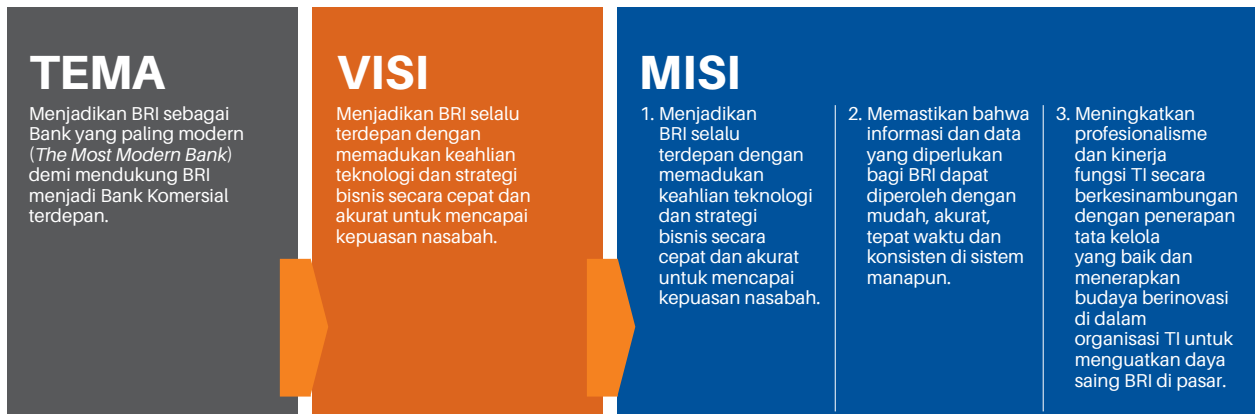 TEMA
Menjadikan BRI sebagai
Bank yang paling modern
(The Most Modern Bank)
demi mendukung BRI
menjadi Bank Komersial
terdepan.
VISI
Menjadikan BRI selalu
terdepan dengan
memadukan keahlian
teknologi dan strategi
bisnis secara cepat dan
akurat untuk mencapai
kepuasan nasabah.
MISI
1. Menjadikan
BRI selalu
terdepan dengan
memadukan
keahlian teknologi
dan strategi
bisnis secara
cepat dan akurat
untuk mencapai
kepuasan nasabah.
2. Memastikan bahwa
informasi dan data
yang diperlukan
bagi BRI dapat
diperoleh dengan
mudah, akurat,
tepat waktu dan
konsisten di sistem
manapun.
3. Meningkatkan
profesionalisme
dan kinerja
fungsi TI secara
berkesinambungan
dengan penerapan
tata kelola
yang baik dan
menerapkan
budaya berinovasi
di dalam
organisasi TI untuk
menguatkan daya
saing BRI di pasar.